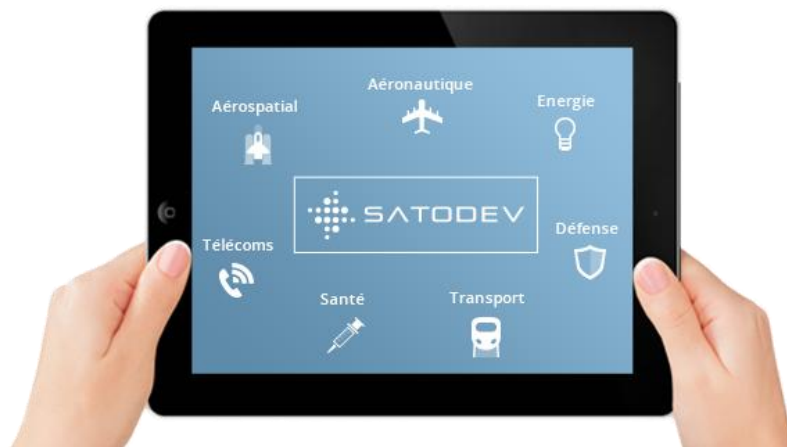 Aéronautique
Aérospatial
Energie
SATODEV
Télécoms
Défense
Santé
Transport